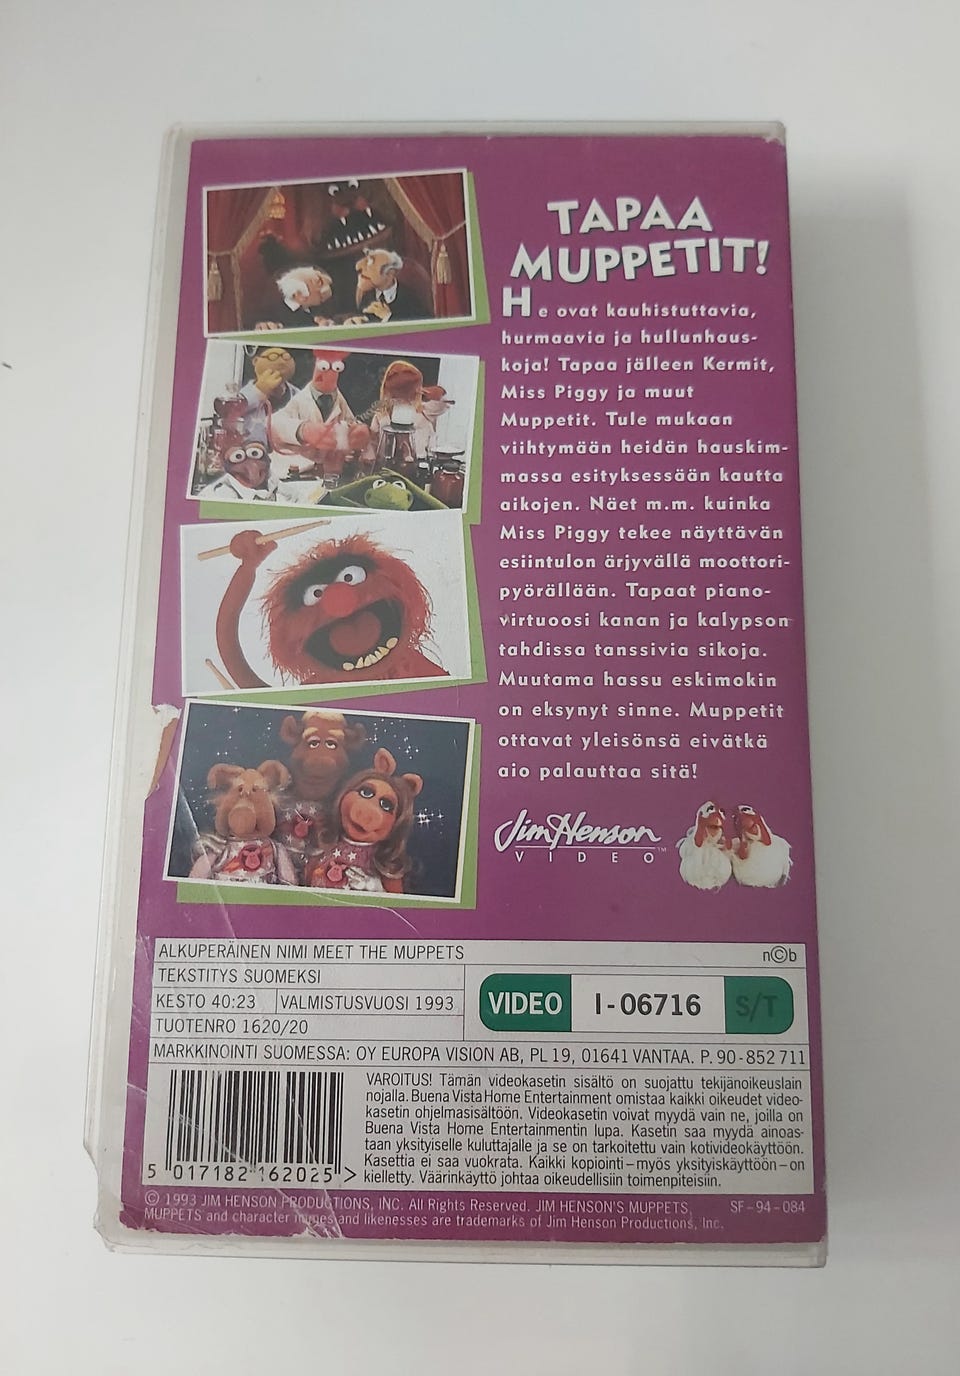 TAPAA
MUPPETIT!
He ovat kauhistuttavia,
hurmaavia ja hullunhaus-
koja! Tapaa jälleen Kermit,
Miss Piggy ja muut
Muppetit. Tule mukaan
viihtymään heidän hauskim-
massa esityksessään kautta
aikojen. Näet m.m. kuinka
Miss Piggy tekee näyttävän
esiintulon ärjyvällä moottori-
pyörällään. Tapaat piano-
virtuoosi kanan ja kalypson
tahdissa tanssivia sikoja.
Muutama hassu eskimokin
on eksynyt sinne. Muppetit
ottavat yleisönsä eivätkä
aio palauttaa sitä!
Jim Henson
VIDEO™
ALKUPERÄINEN NIMI MEET THE MUPPETS
n©b
TEKSTITYS SUOMEKSI
KESTO 40:23 VALMISTUSVUOSI 1993
TUOTENRO 1620/20
VIDEO I-06716 S/T
MARKKINOINTI SUOMESSA: OY EUROPA VISION AB, PL 19, 01641 VANTAA. P. 90-852 711
VAROITUS! Tämän videokasetin sisältö on suojattu tekijänoikeuslain
nojalla. Buena Vista Home Entertainment omistaa kaikki oikeudet video-
kasetin ohjelmasisältöön. Videokasetin voivat myydä vain ne, joilla on
Buena Vista Home Entertainmentin lupa. Kasetin saa myydä ainoas-
taan yksityiselle kuluttajalle ja se on tarkoitettu vain kotivideokäyttöön.
Kasettia ei saa vuokrata. Kaikki kopiointi – myös yksityiskäyttöön – on
kielletty. Väärinkäyttö johtaa oikeudellisiin toimenpiteisiin.
5 017182 162025 >
© 1993 JIM HENSON PRODUCTIONS, INC. All Rights Reserved. JIM HENSON'S MUPPETS,
MUPPETS and character names and likenesses are trademarks of Jim Henson Productions, Inc.
SF-94-084